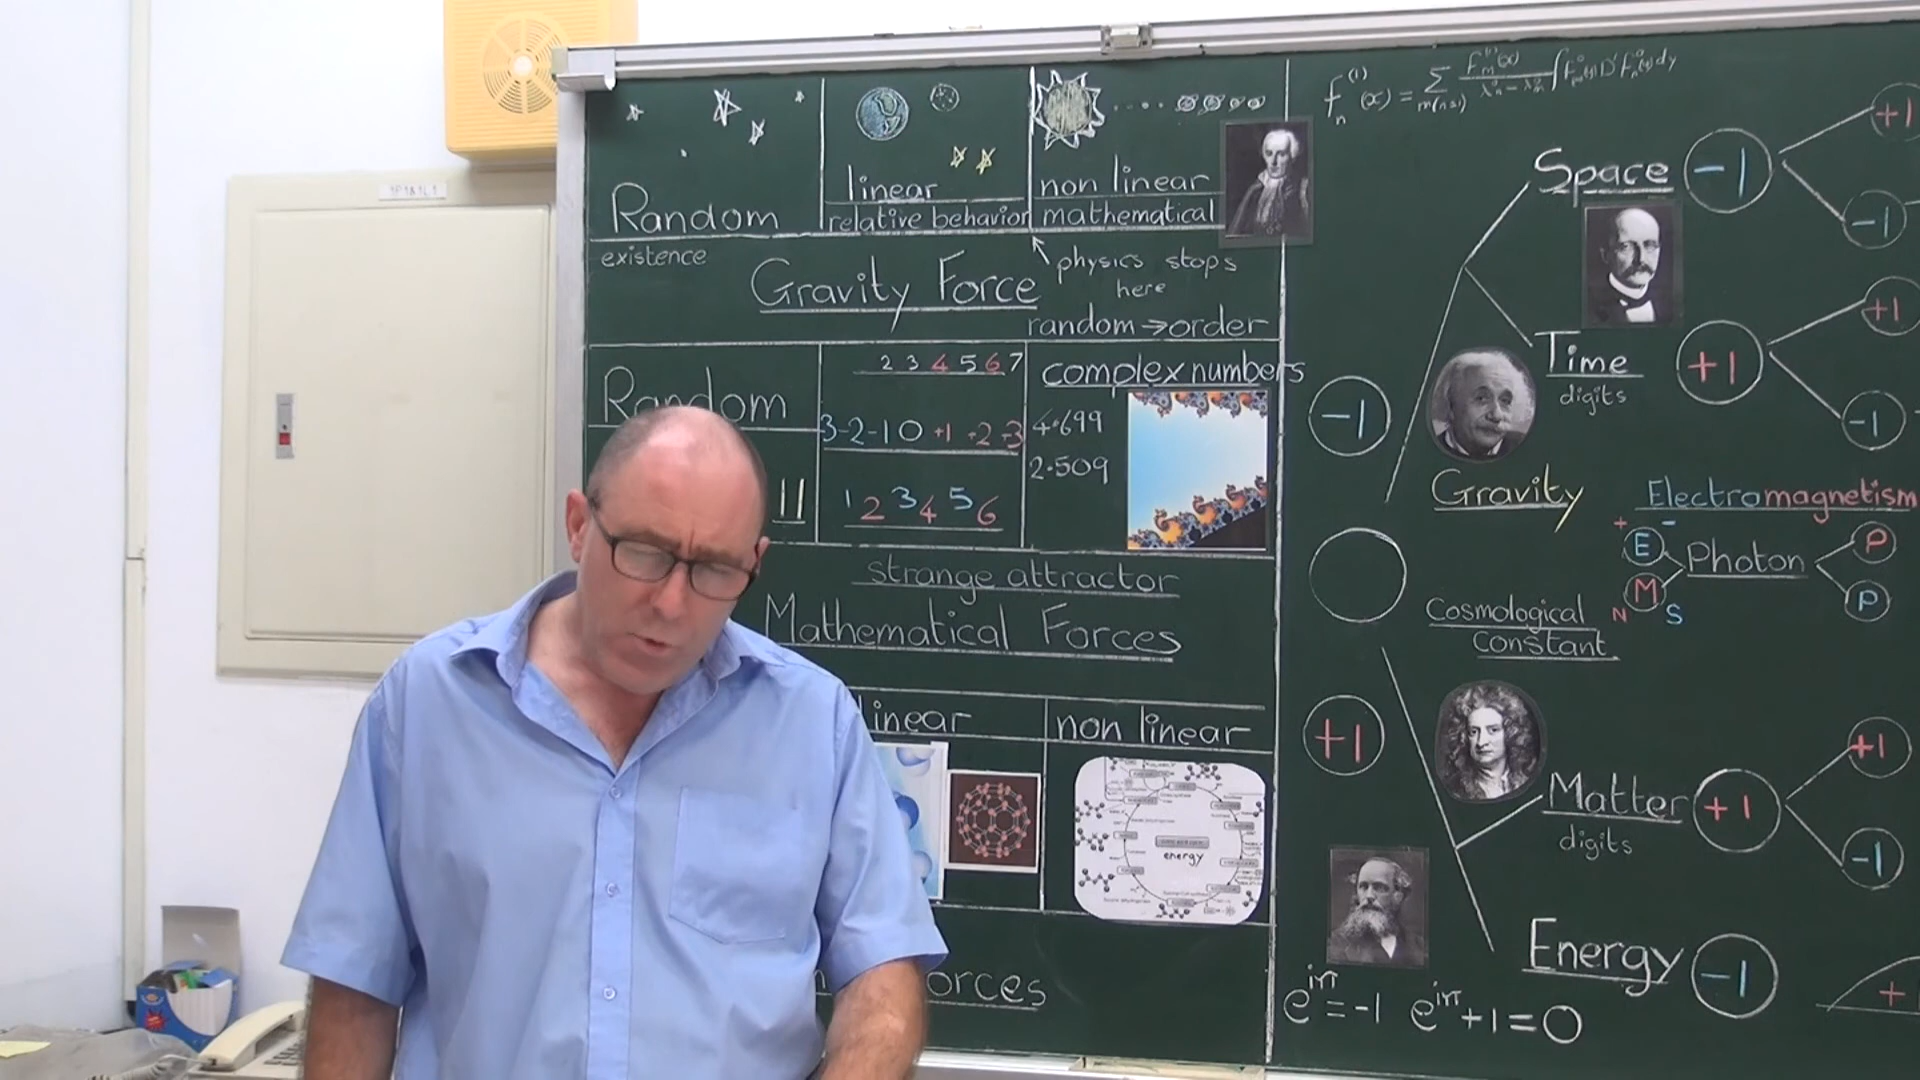 1P1A1L1
linear
non linear
Random
relative behavior
mathematical
existence
physics stops
here
Gravity Force
random → order
Random
2 3 4 5 6 7
complex numbers
3-2-1 0 +1 +2 +3
4.699
2.509
11
1 2 3 4 5 6
strange attractor
Mathematical Forces
linear
non linear
energy
orces
Space
-1
+1
-1
Time
+1
digits
+1
-1
-1
Gravity
Electromagnetism
+ -
E
Photon
P
M
N
S
P
Cosmological
Constant
+1
Matter
+1
digits
+1
-1
Energy
-1
+
e^iπ = -1 e^iπ + 1 = 0